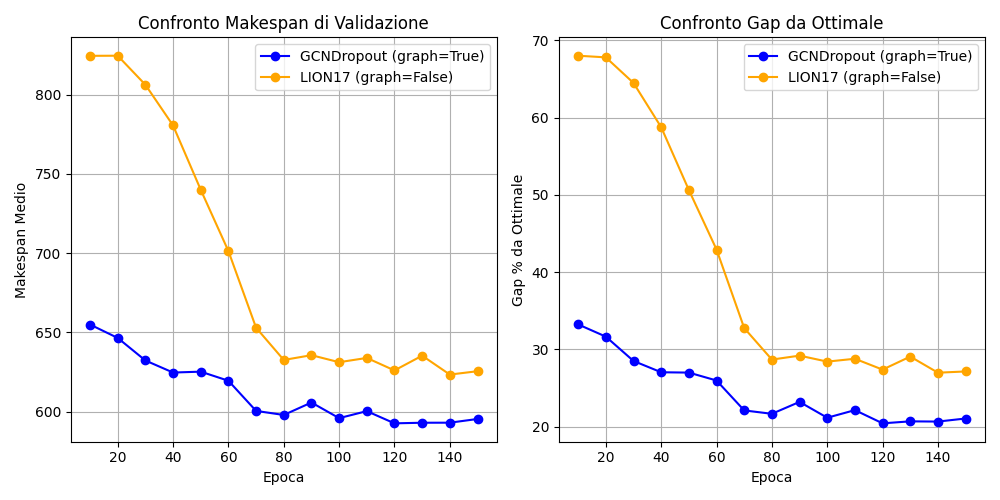 Confronto Makespan di Validazione
GCNDropout (graph=True)
LION17 (graph=False)
800
750
700
650
600
Makespan Medio
20 40 60 80 100 120 140
Epoca
Confronto Gap da Ottimale
GCNDropout (graph=True)
LION17 (graph=False)
70
60
50
40
30
20
Gap % da Ottimale
20 40 60 80 100 120 140
Epoca